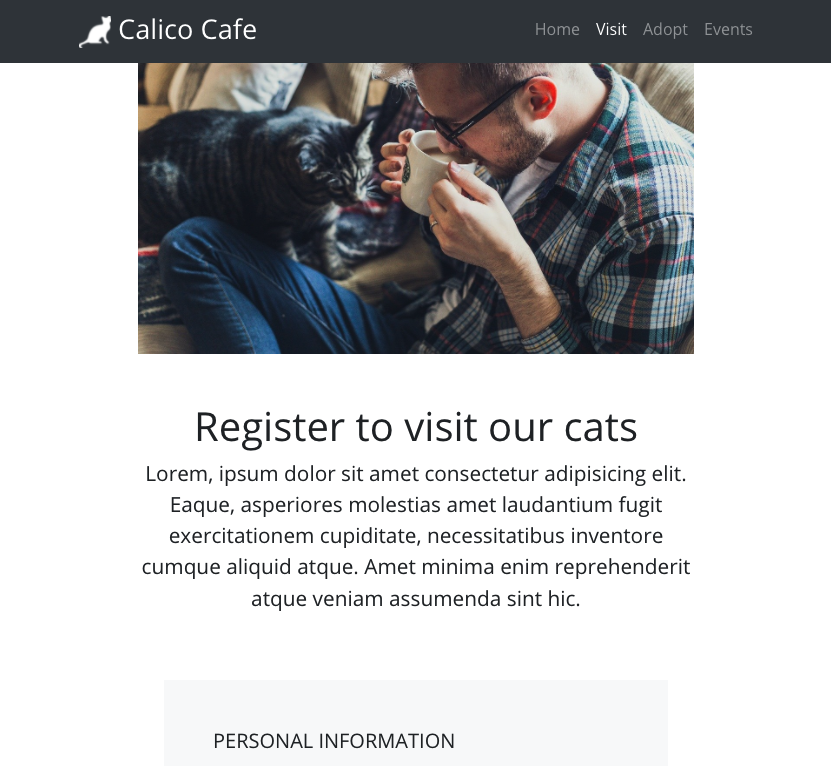 Calico Cafe
Home Visit Adopt Events
Register to visit our cats
Lorem, ipsum dolor sit amet consectetur adipisicing elit.
Eaque, asperiores molestias amet laudantium fugit
exercitationem cupiditate, necessitatibus inventore
cumque aliquid atque. Amet minima enim reprehenderit
atque veniam assumenda sint hic.
PERSONAL INFORMATION